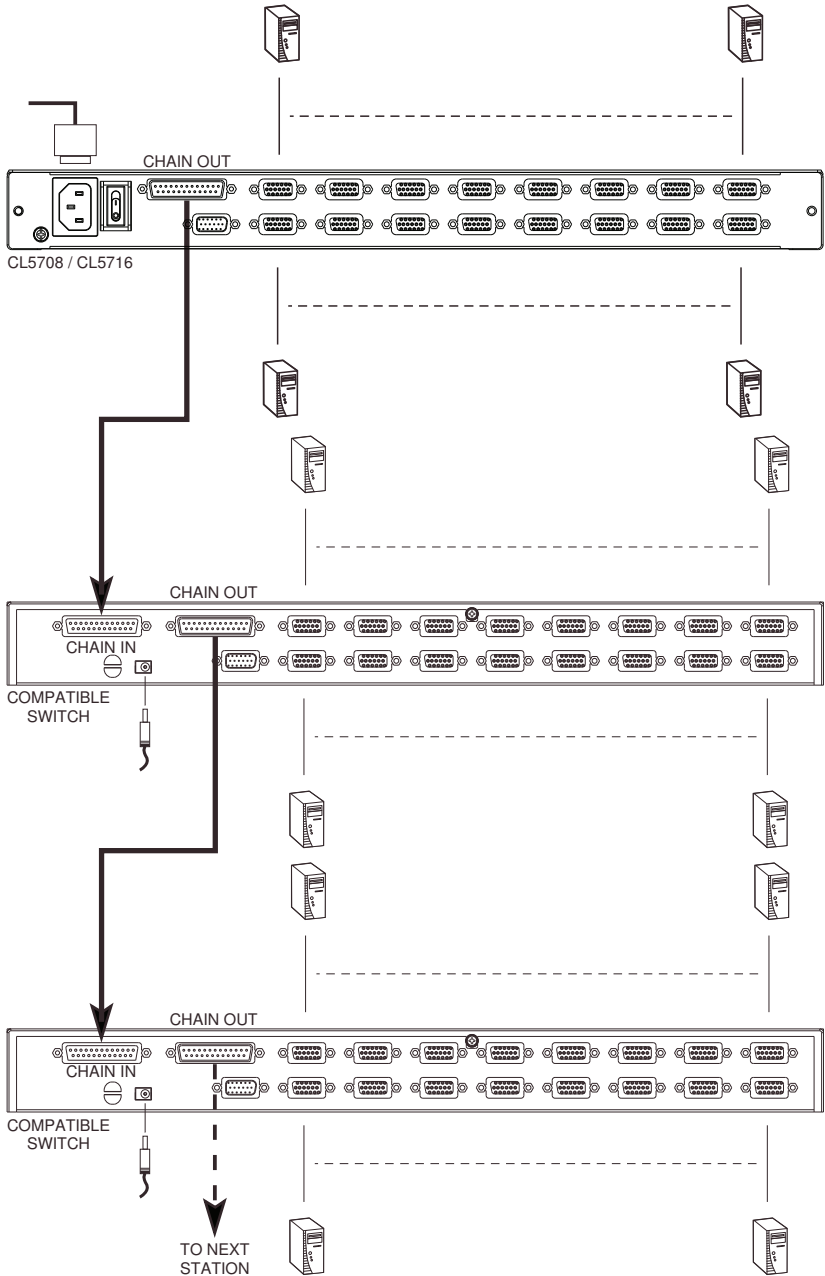 CHAIN OUT
CL5708 / CL5716
CHAIN OUT
CHAIN IN
COMPATIBLE
SWITCH
CHAIN OUT
CHAIN IN
COMPATIBLE
SWITCH
TO NEXT
STATION